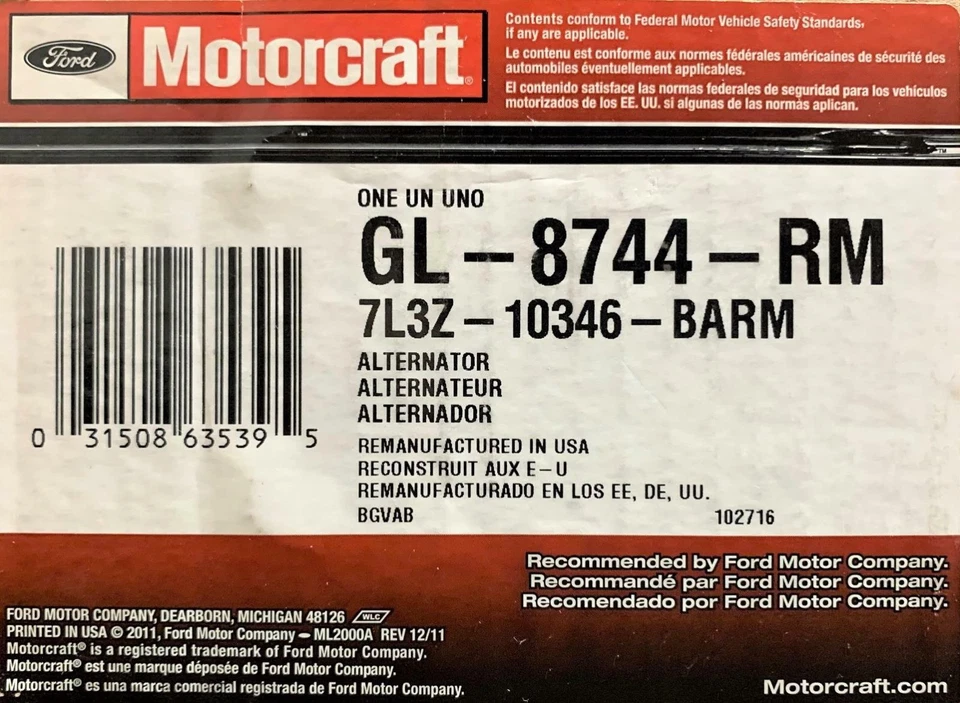 Ford
Motorcraft®
Contents conform to Federal Motor Vehicle Safety Standards,
if any are applicable.
Le contenu est conforme aux normes fédérales américaines de sécurité des
automobiles éventuellement applicables.
El contenido satisface las normas federales de seguridad para los vehículos
motorizados de los EE. UU. si algunas de las normas aplican.
TM
ONE UN UNO
GL-8744-RM
7L3Z-10346-BARM
ALTERNATOR
ALTERNATEUR
ALTERNADOR
REMANUFACTURED IN USA
RECONSTRUIT AUX E-U
REMANUFACTURADO EN LOS EE, DE, UU.
BGVAB 102716
0 31508 63539 5
Recommended by Ford Motor Company.
Recommandé par Ford Motor Company.
Recomendado por Ford Motor Company.
FORD MOTOR COMPANY, DEARBORN, MICHIGAN 48126 WLC
PRINTED IN USA © 2011, Ford Motor Company – ML2000A REV 12/11
Motorcraft® is a registered trademark of Ford Motor Company.
Motorcraft® est une marque déposée de Ford Motor Company.
Motorcraft® es una marca comercial registrada de Ford Motor Company.
Motorcraft.com